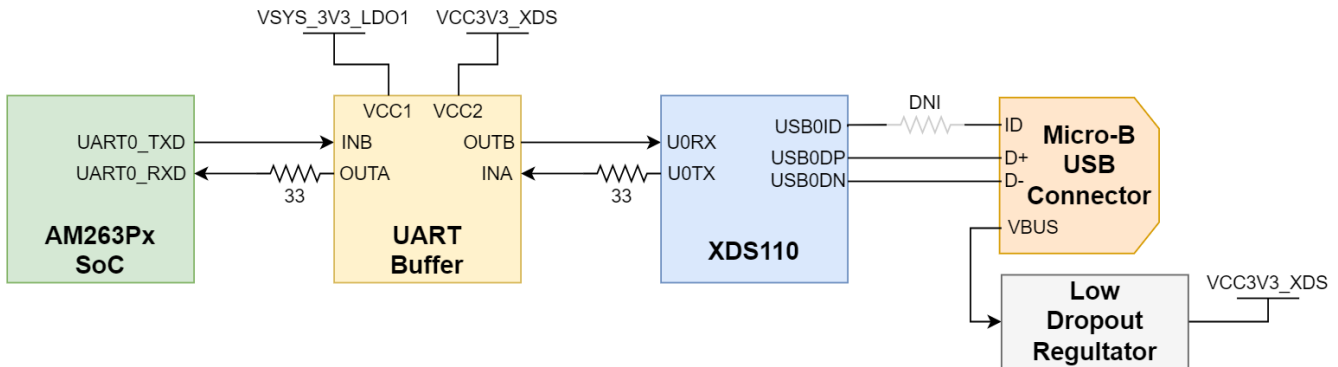 VSYS_3V3_LDO1
VCC3V3_XDS
VCC1
VCC2
UART0_TXD
UART0_RXD
AM263Px
SoC
33
INB
OUTA
OUTB
INA
UART
Buffer
33
U0RX
U0TX
USB0ID
USB0DP
USB0DN
XDS110
DNI
ID
D+
D-
VBUS
Micro-B
USB
Connector
Low
Dropout
Regultator
VCC3V3_XDS